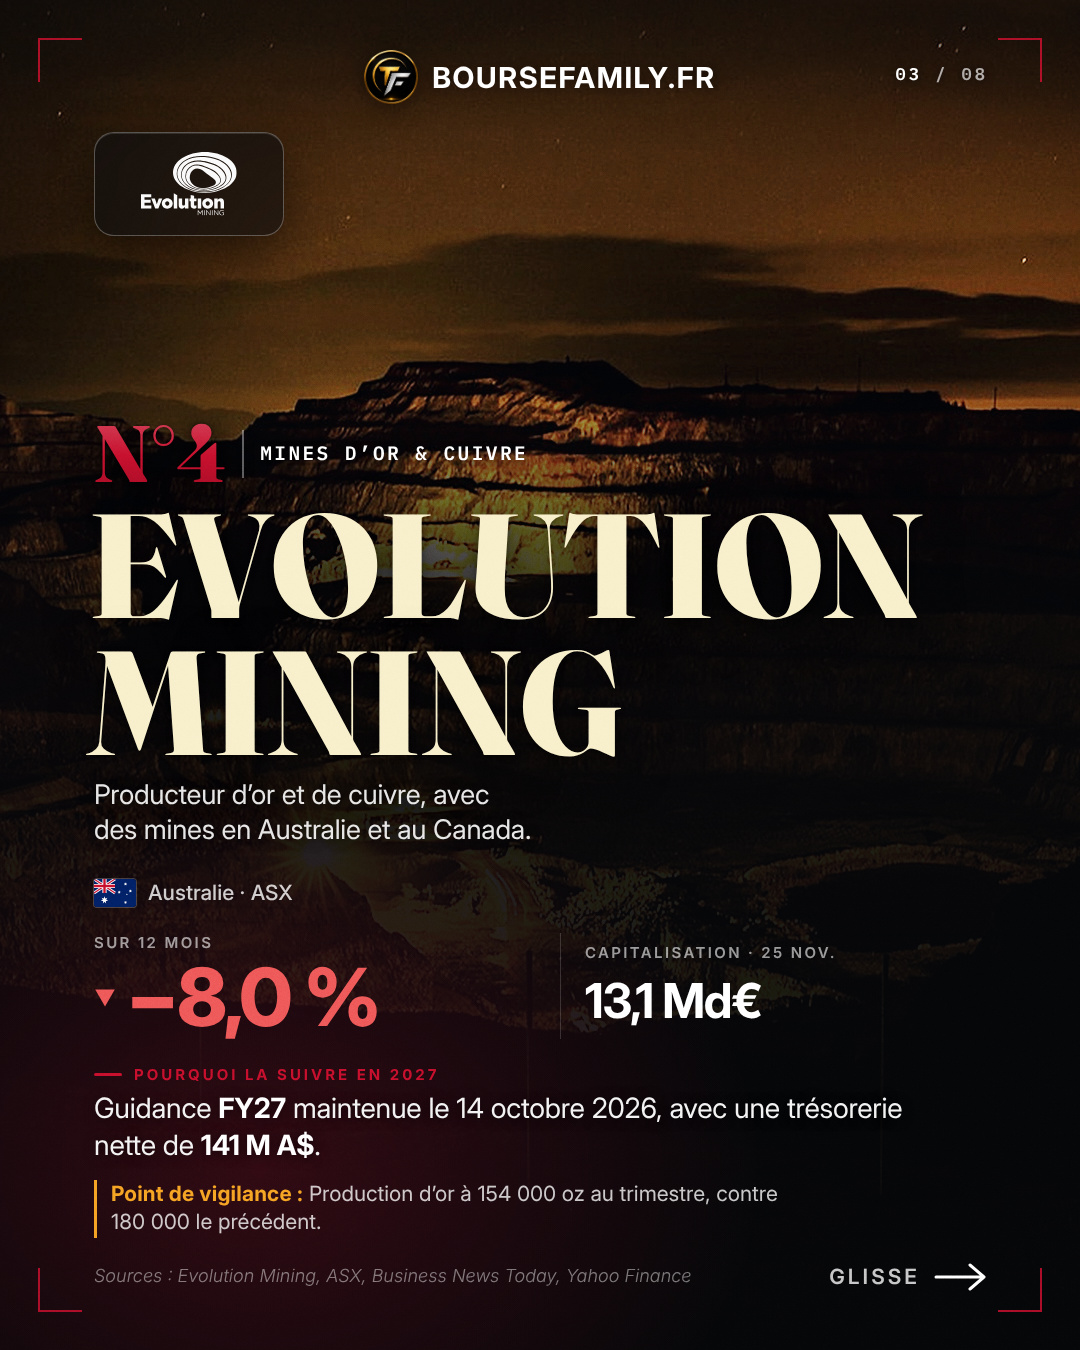 BOURSEFAMILY.FR
03 / 08
Evolution
MINING
N°4
MINES D’OR & CUIVRE
EVOLUTION
MINING
Producteur d’or et de cuivre, avec
des mines en Australie et au Canada.
Australie · ASX
SUR 12 MOIS
▼ –8,0 %
CAPITALISATION · 25 NOV.
13,1 Md€
POURQUOI LA SUIVRE EN 2027
Guidance FY27 maintenue le 14 octobre 2026, avec une trésorerie
nette de 141 M A$.
Point de vigilance : Production d’or à 154 000 oz au trimestre, contre
180 000 le précédent.
Sources : Evolution Mining, ASX, Business News Today, Yahoo Finance
GLISSE →